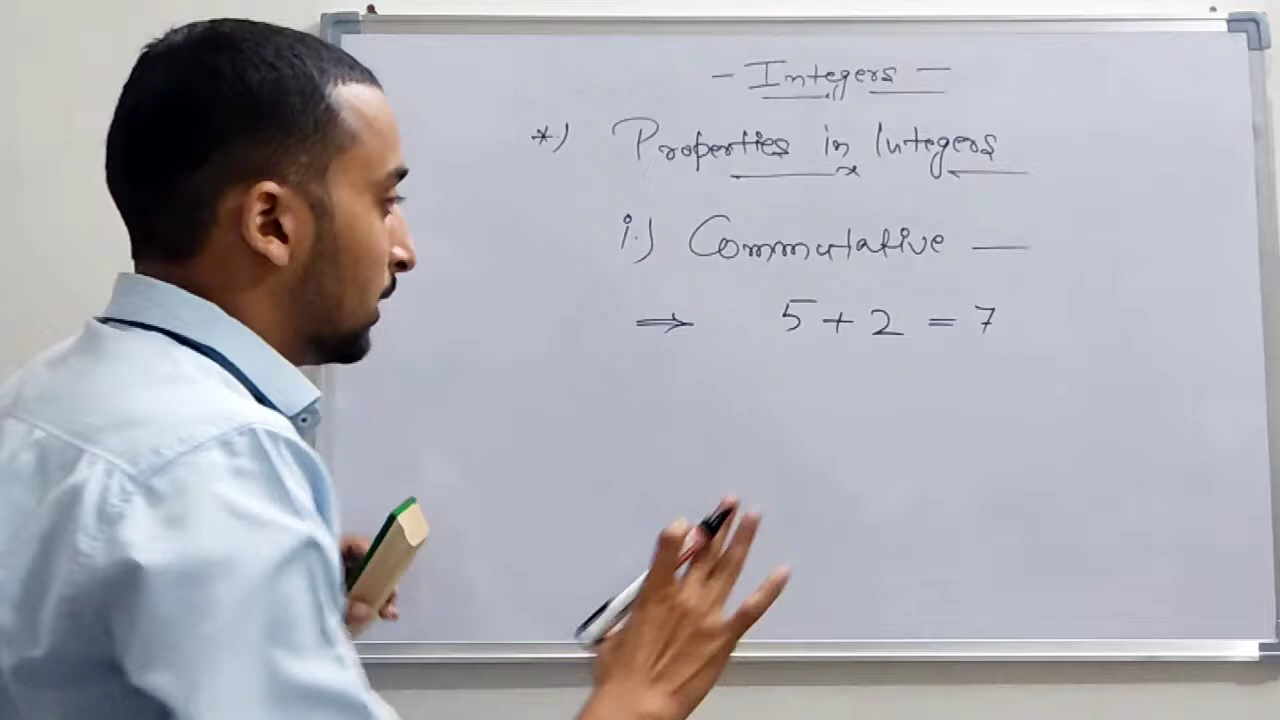 - Integers -
*.) Properties in Integers
i.) Commutative —
⇒ 5 + 2 = 7